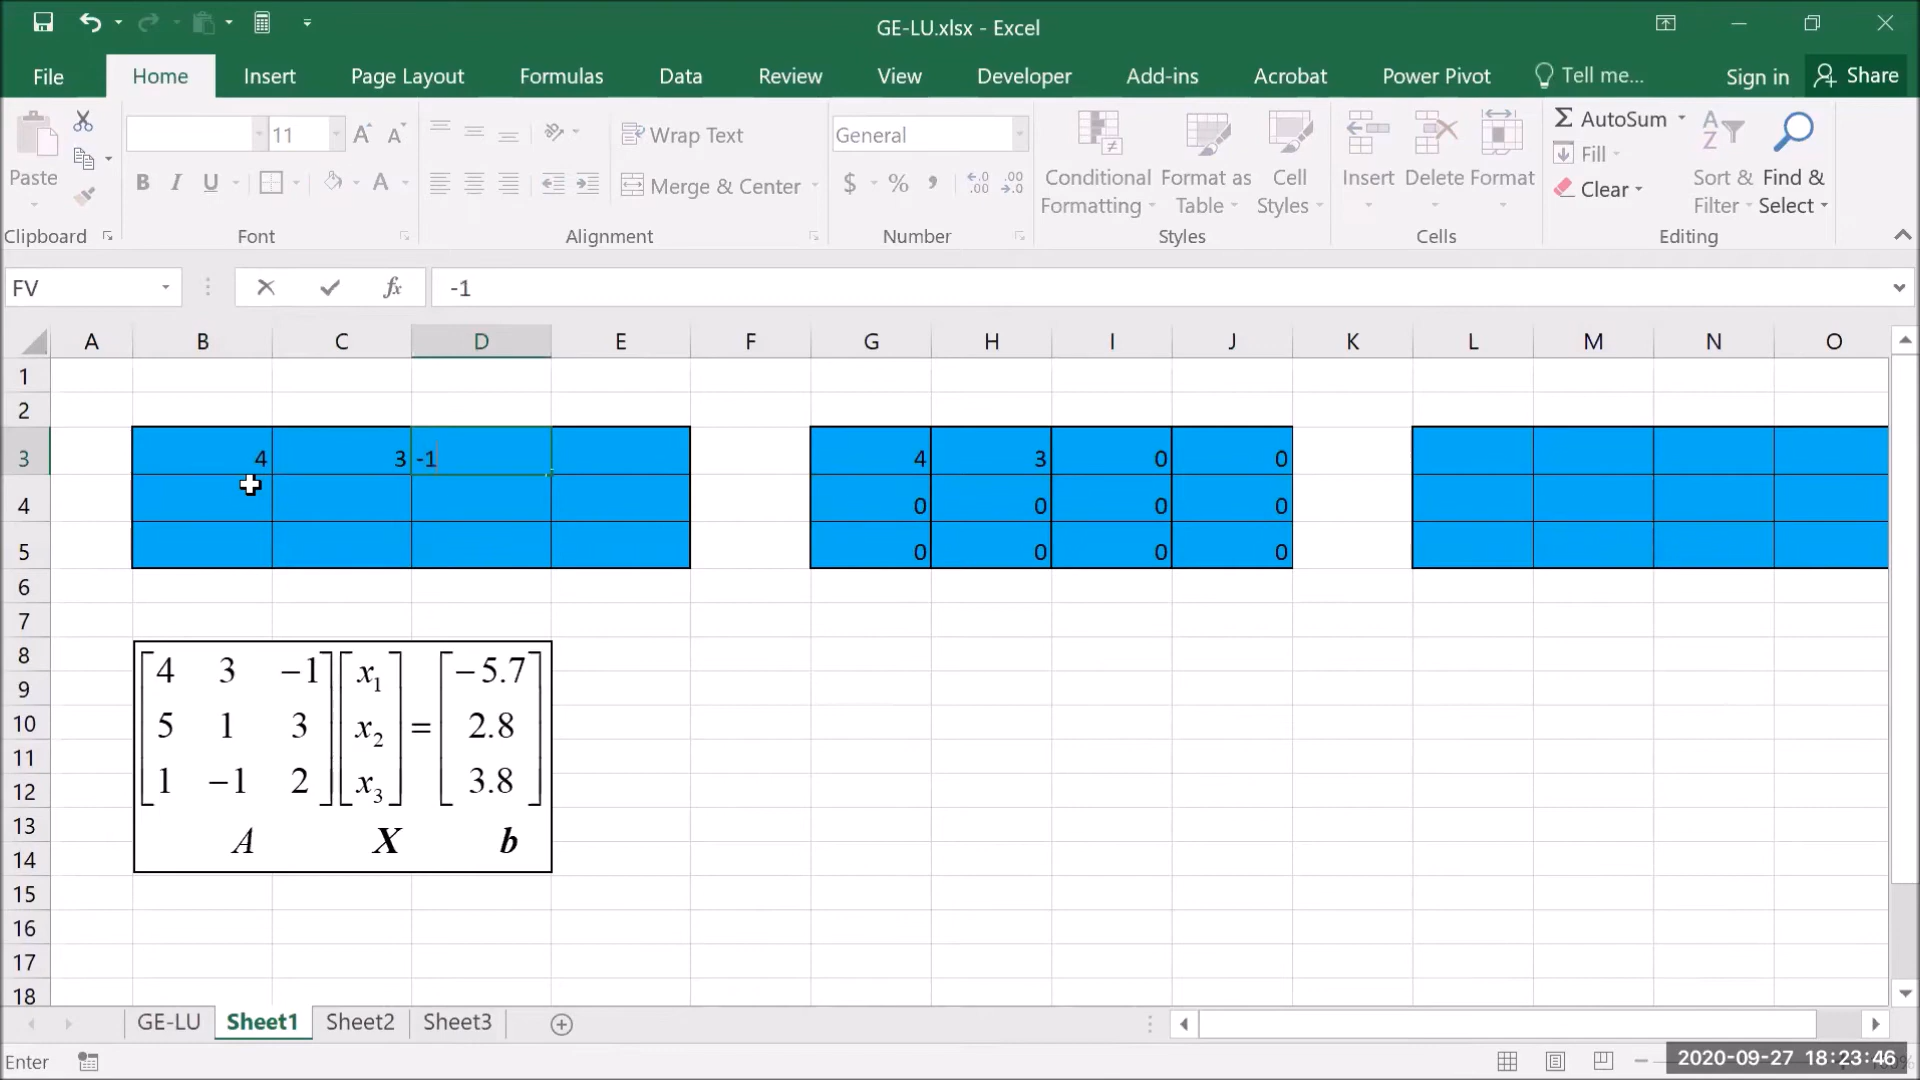 GE-LU.xlsx - Excel
File Home Insert Page Layout Formulas Data Review View Developer Add-ins Acrobat Power Pivot Tell me... Sign in Share
Paste
Clipboard
11
B I U A
Font
Wrap Text
Merge & Center
Alignment
General
$ % ,
Number
Conditional Formatting
Format as Table
Cell Styles
Styles
Insert Delete Format
Cells
AutoSum
Fill
Clear
Sort & Filter
Find & Select
Editing
FV fx -1
A B C D E F G H I J K L M N O
1
2
3 4 3 -1 4 3 0 0
4 0 0 0 0
5 0 0 0 0
6
7
8
9
10
11
12
13
14
15
16
17
18
4 3 −1 x1 −5.7
5 1 3 x2 = 2.8
1 −1 2 x3 3.8
A X b
GE-LU Sheet1 Sheet2 Sheet3
Enter
2020-09-27 18:23:46